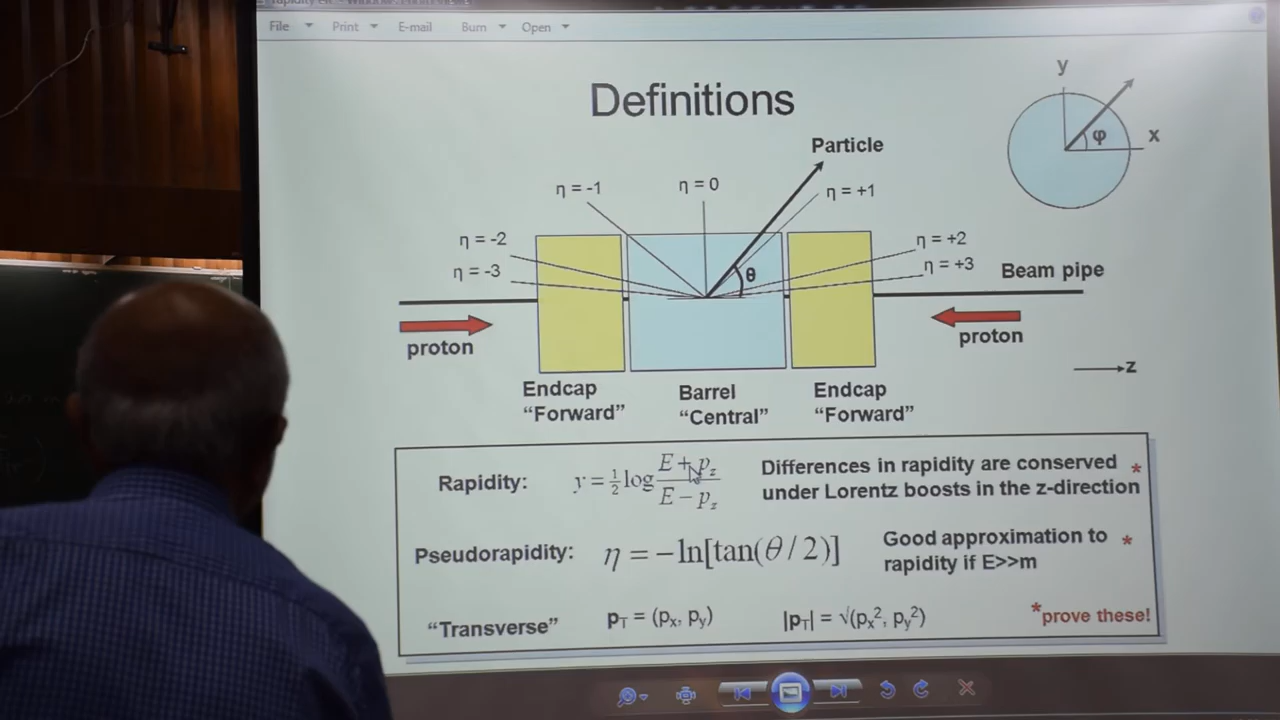 File Print E-mail Burn Open
Definitions
y
x
φ
Particle
η = -1
η = 0
η = +1
η = -2
η = +2
η = -3
η = +3
θ
Beam pipe
proton
proton
z
Endcap
“Forward”
Barrel
“Central”
Endcap
“Forward”
Rapidity: y = ½ log (E + p_z)/(E − p_z)
Differences in rapidity are conserved *
under Lorentz boosts in the z-direction
Pseudorapidity: η = −ln[tan(θ / 2)]
Good approximation to *
rapidity if E>>m
“Transverse” p_T = (p_x, p_y) |p_T| = √(p_x², p_y²)
*prove these!